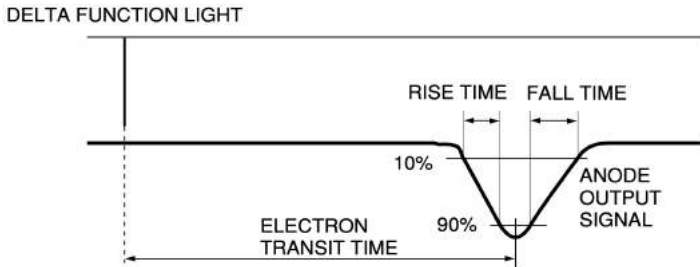 DELTA FUNCTION LIGHT
RISE TIME
FALL TIME
10%
ANODE
OUTPUT
SIGNAL
90%
ELECTRON
TRANSIT TIME